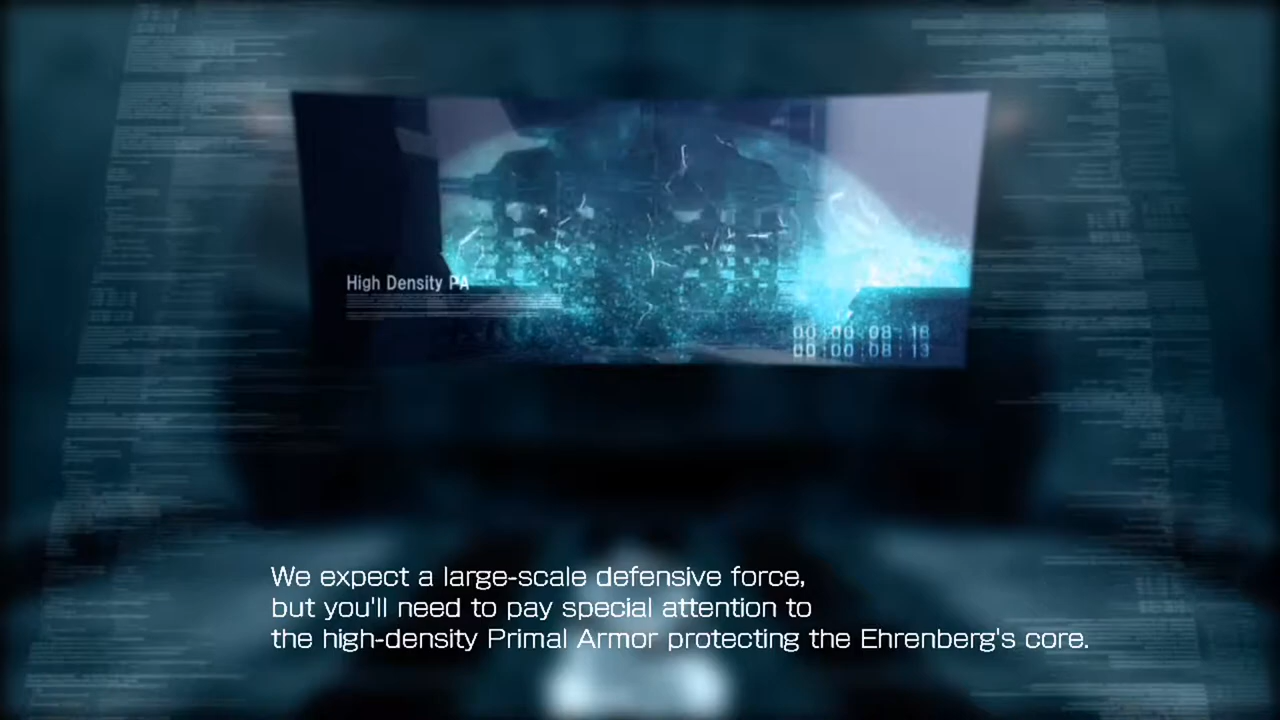 High Density PA
00:00:08:18
00:00:08:13
We expect a large-scale defensive force,
but you'll need to pay special attention to
the high-density Primal Armor protecting the Ehrenberg's core.